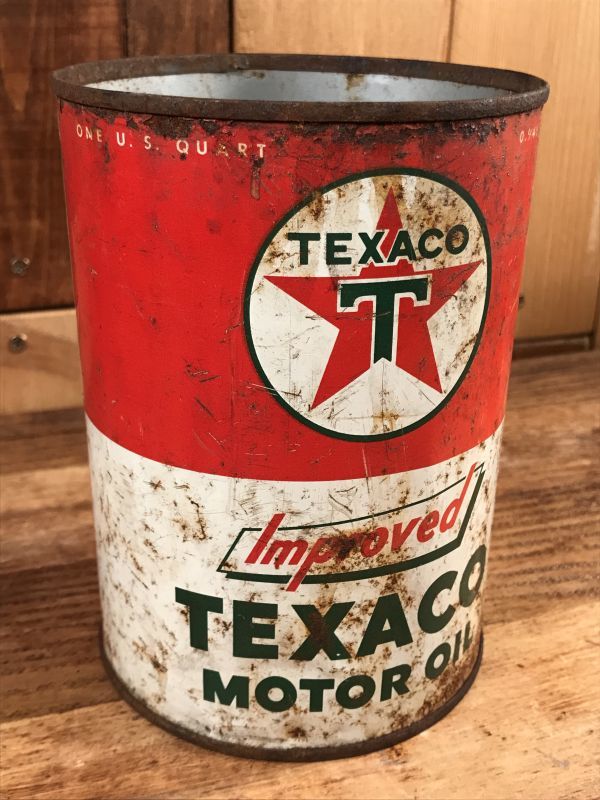 ONE U. S. QUART
TEXACO
T
Improved
TEXACO
MOTOR OIL